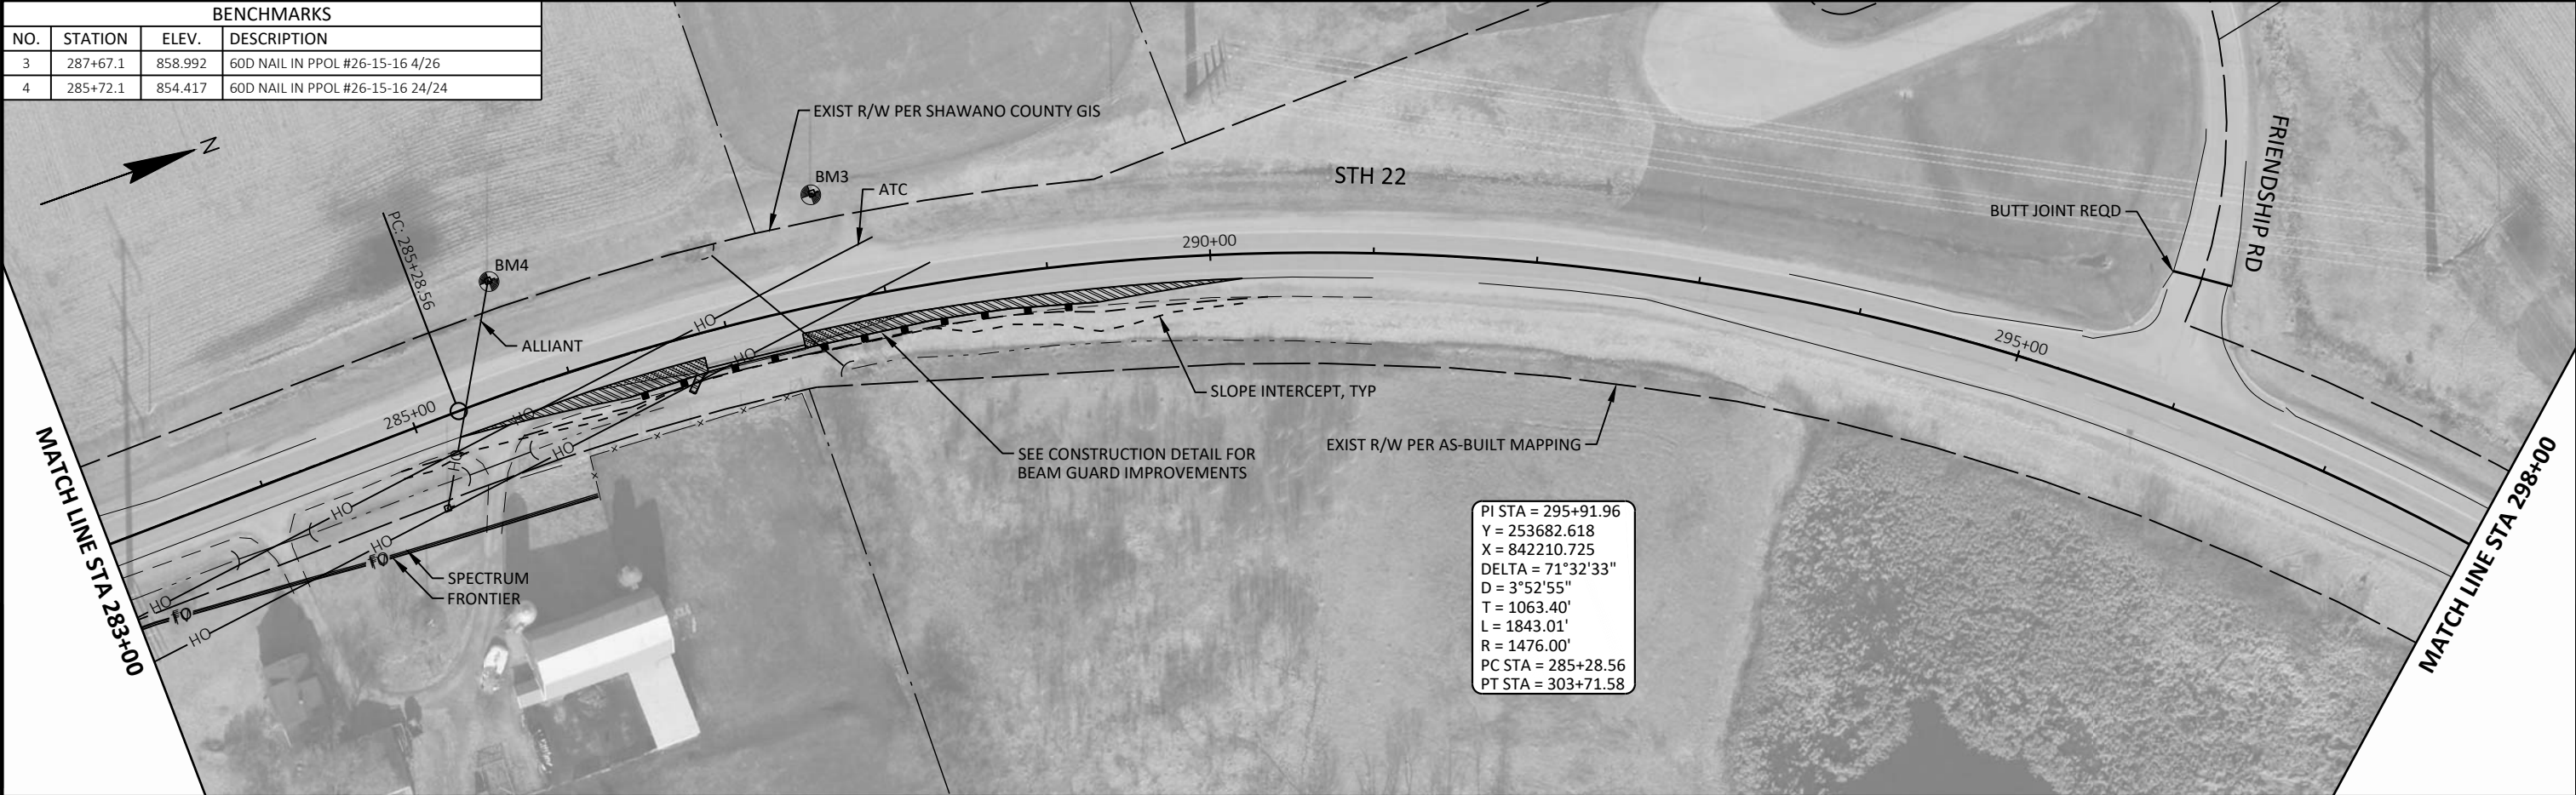 BENCHMARKS
NO. STATION ELEV. DESCRIPTION
3 287+67.1 858.992 60D NAIL IN PPOL #26-15-16 4/26
4 285+72.1 854.417 60D NAIL IN PPOL #26-15-16 24/24
N
EXIST R/W PER SHAWANO COUNTY GIS
BM3
ATC
STH 22
FRIENDSHIP RD
BUTT JOINT REQD
PC: 285+28.56
BM4
ALLIANT
290+00
295+00
285+00
HO
HO
HO
HO
HO
HO
HO
HO
HO
HO
FO
FO
SLOPE INTERCEPT, TYP
SEE CONSTRUCTION DETAIL FOR
BEAM GUARD IMPROVEMENTS
EXIST R/W PER AS-BUILT MAPPING
SPECTRUM
FRONTIER
MATCH LINE STA 283+00
MATCH LINE STA 298+00
PI STA = 295+91.96
Y = 253682.618
X = 842210.725
DELTA = 71°32'33"
D = 3°52'55"
T = 1063.40'
L = 1843.01'
R = 1476.00'
PC STA = 285+28.56
PT STA = 303+71.58